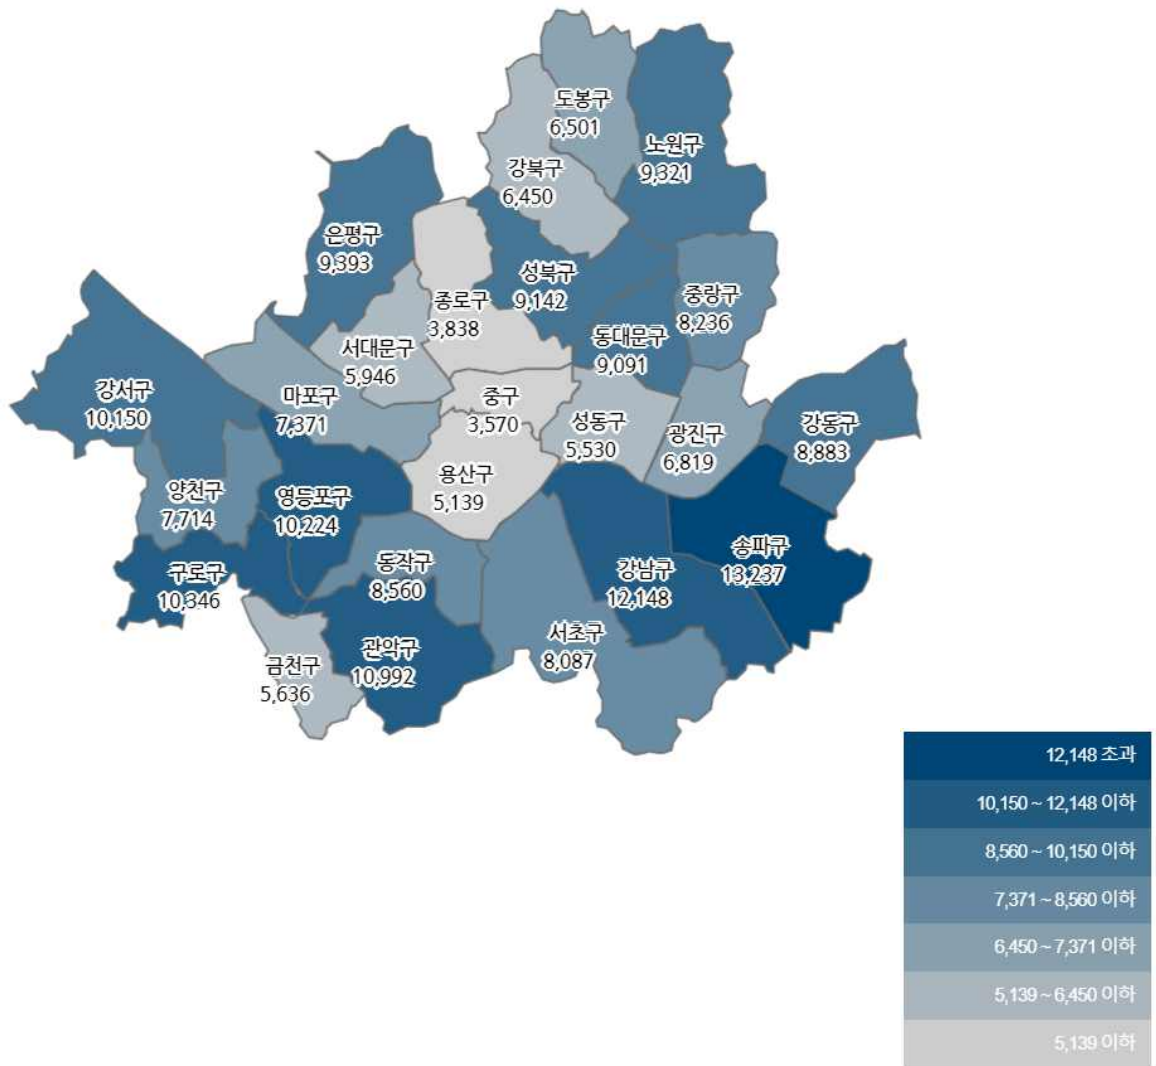 도봉구
6,501
노원구
9,321
강북구
6,450
은평구
9,393
성북구
9,142
중랑구
8,236
종로구
3,838
동대문구
9,091
서대문구
5,946
강서구
10,150
마포구
7,371
중구
3,570
성동구
5,530
광진구
6,819
강동구
8,883
용산구
5,139
양천구
7,714
영등포구
10,224
송파구
13,237
동작구
8,560
강남구
12,148
구로구
10,346
서초구
8,087
관악구
10,992
금천구
5,636
12,148 초과
10,150 ~ 12,148 이하
8,560 ~ 10,150 이하
7,371 ~ 8,560 이하
6,450 ~ 7,371 이하
5,139 ~ 6,450 이하
5,139 이하